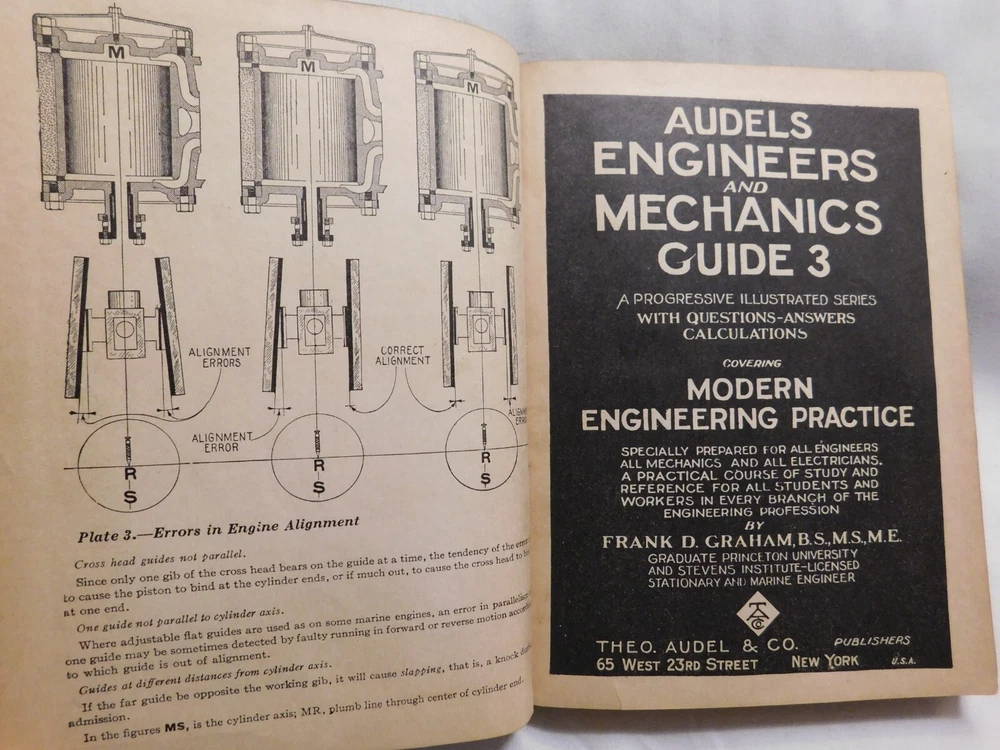 M
M
M
ALIGNMENT
ERRORS
CORRECT
ALIGNMENT
ALIGNMENT
ERROR
R
S
R
S
R
S
Plate 3.—Errors in Engine Alignment
Cross head guides not parallel.
Since only one gib of the cross head bears on the guide at a time, the tendency of the
to cause the piston to bind at the cylinder ends, or if much out, to cause the cross head to
at one end.
One guide not parallel to cylinder axis.
Where adjustable flat guides are used as on some marine engines, an error in parallelism
one guide may be sometimes detected by faulty running in forward or reverse motion
to which guide is out of alignment.
Guides at different distances from cylinder axis.
If the far guide be opposite the working gib, it will cause slapping, that is, a knock
admission.
In the figures MS, is the cylinder axis; MR, plumb line through center of cylinder end.
AUDELS
ENGINEERS
AND
MECHANICS
GUIDE 3
A PROGRESSIVE ILLUSTRATED SERIES
WITH QUESTIONS-ANSWERS
CALCULATIONS
COVERING
MODERN
ENGINEERING PRACTICE
SPECIALLY PREPARED FOR ALL ENGINEERS
ALL MECHANICS AND ALL ELECTRICIANS.
A PRACTICAL COURSE OF STUDY AND
REFERENCE FOR ALL STUDENTS AND
WORKERS IN EVERY BRANCH OF THE
ENGINEERING PROFESSION
BY
FRANK D. GRAHAM, B.S., M.S., M.E.
GRADUATE PRINCETON UNIVERSITY
AND STEVENS INSTITUTE-LICENSED
STATIONARY AND MARINE ENGINEER
THEO. AUDEL & CO. PUBLISHERS
65 WEST 23RD STREET NEW YORK U.S.A.